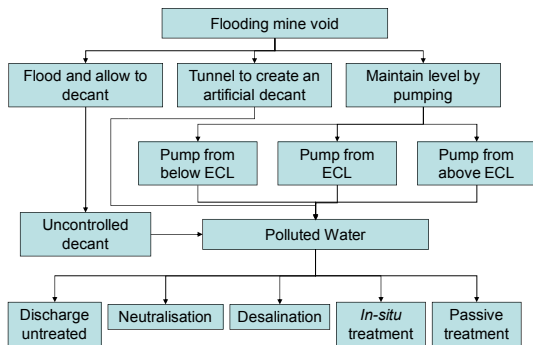 Flooding mine void
Flood and allow to
decant
Tunnel to create an
artificial decant
Maintain level by
pumping
Pump from
below ECL
Pump from
ECL
Pump from
above ECL
Uncontrolled
decant
Polluted Water
Discharge
untreated
Neutralisation
Desalination
In-situ
treatment
Passive
treatment